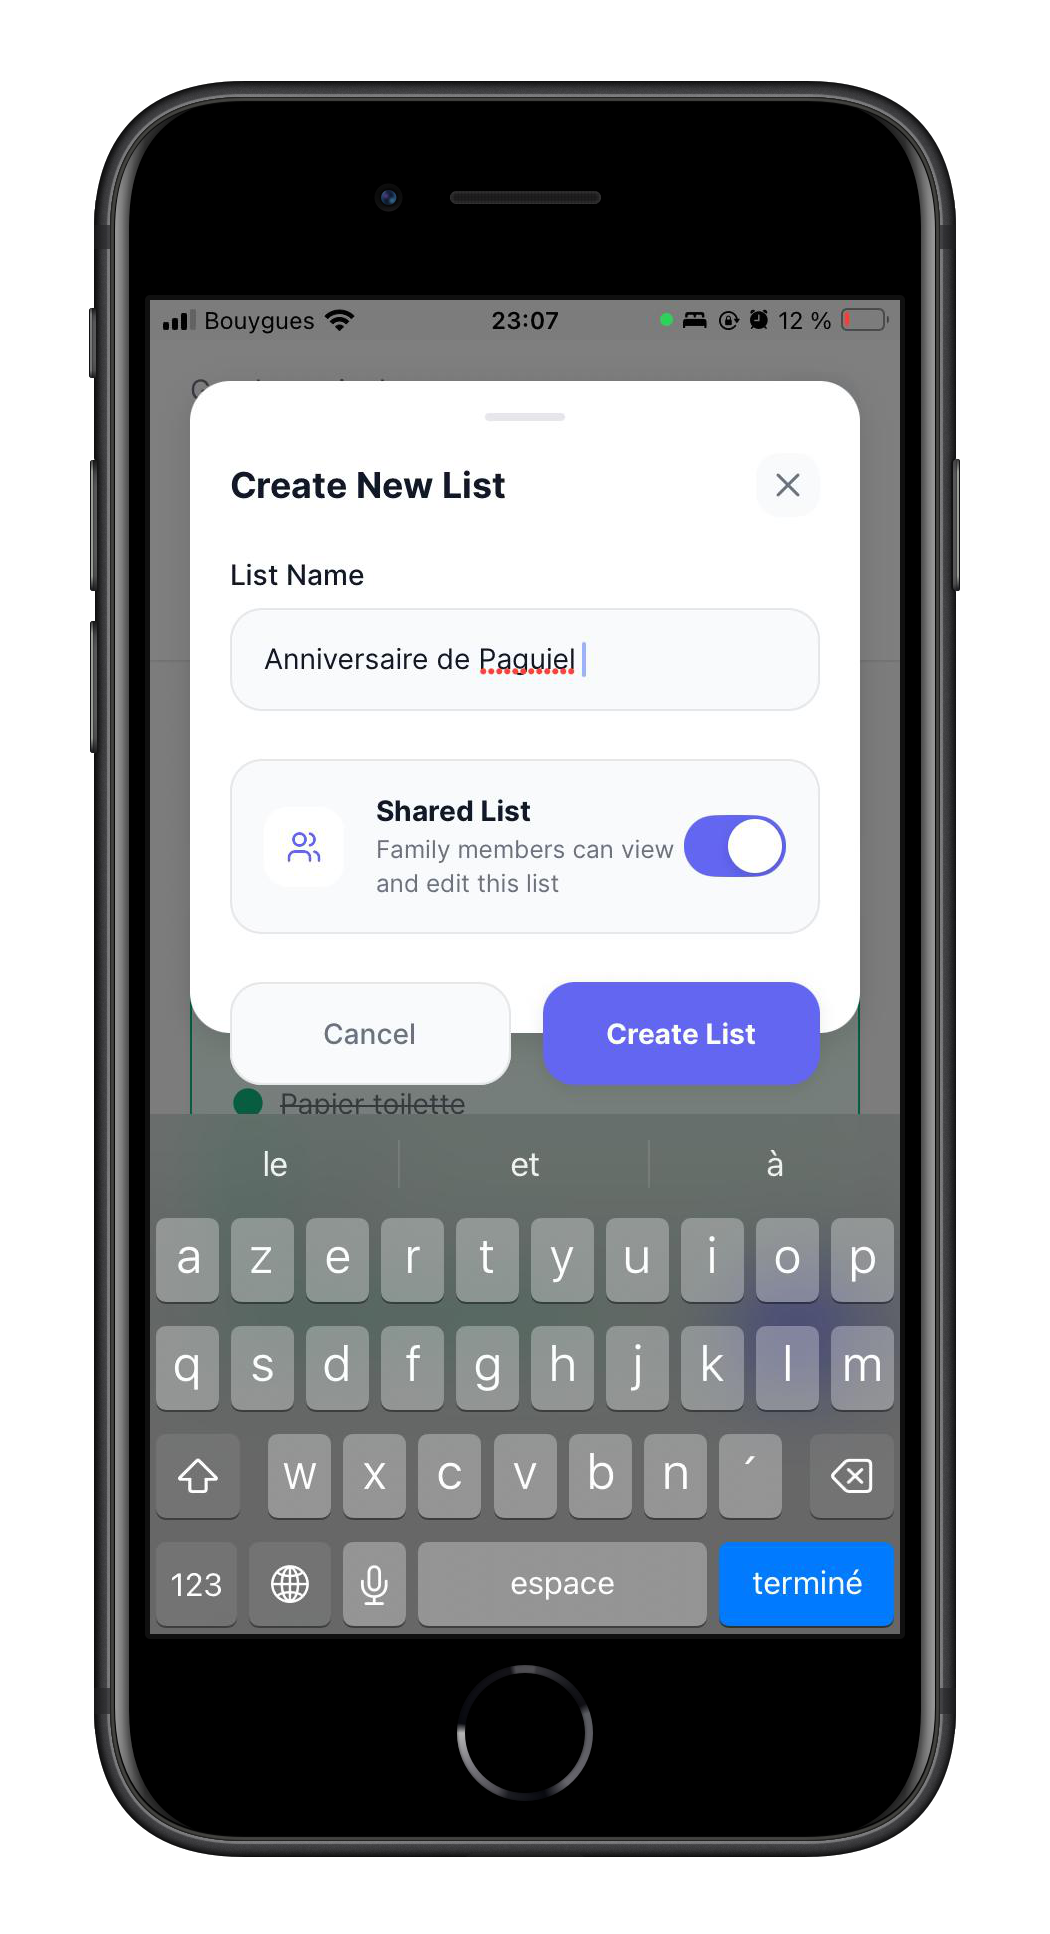 Bouygues 23:07 12 %
Create New List
List Name
Anniversaire de Paguiel
Shared List
Family members can view
and edit this list
Cancel Create List
Papier toilette
le et à
a z e r t y u i o p
q s d f g h j k l m
w x c v b n ´
123 espace terminé